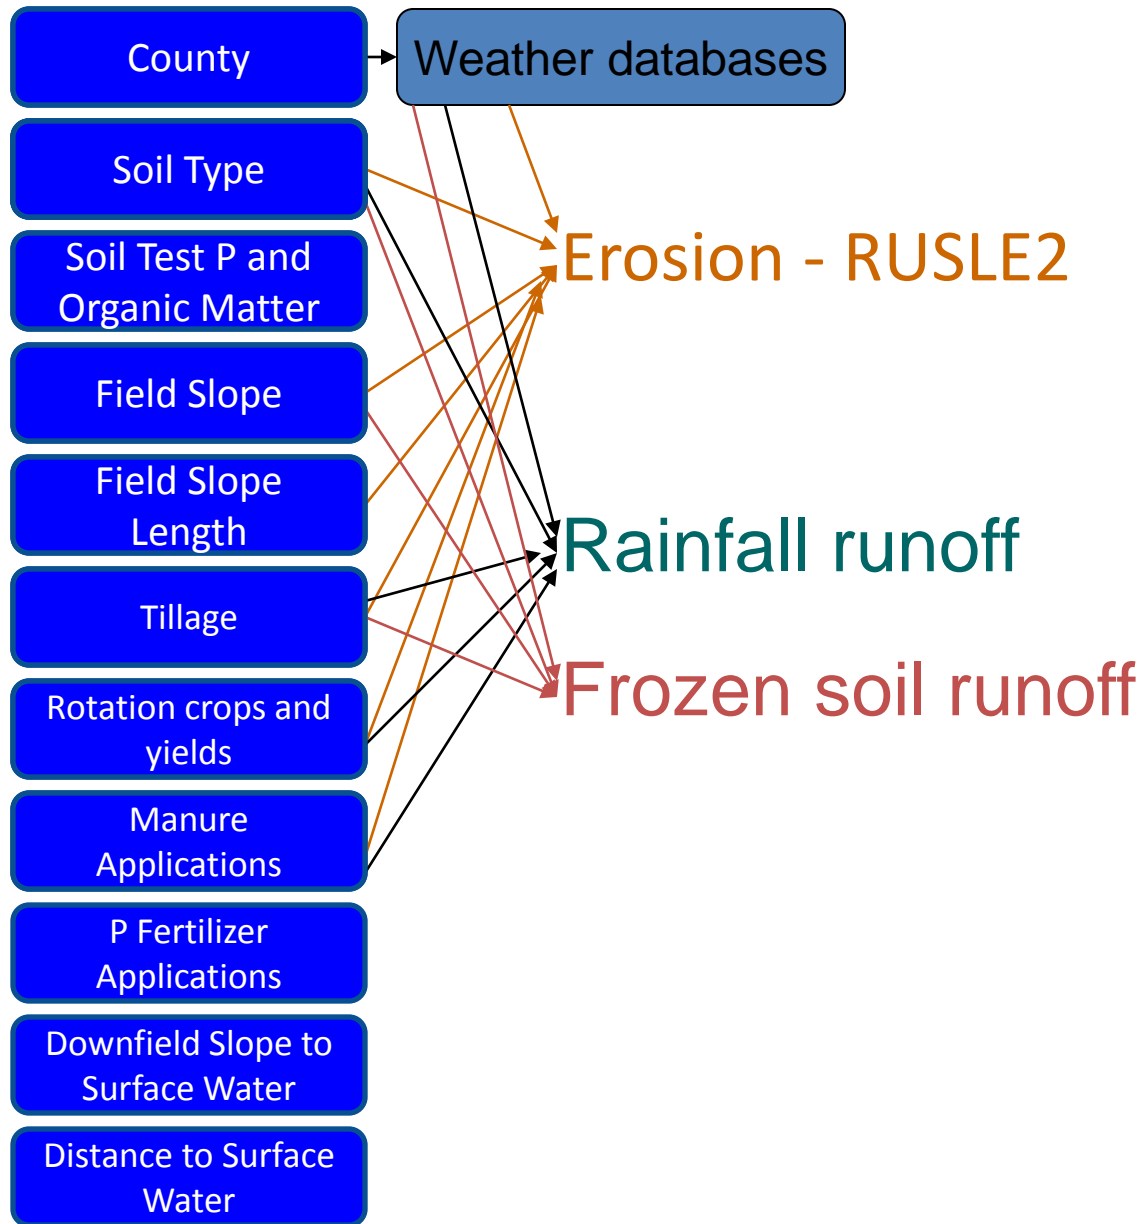 County
Weather databases
Soil Type
Soil Test P and
Organic Matter
Erosion - RUSLE2
Field Slope
Field Slope
Length
Rainfall runoff
Tillage
Frozen soil runoff
Rotation crops and
yields
Manure
Applications
P Fertilizer
Applications
Downfield Slope to
Surface Water
Distance to Surface
Water